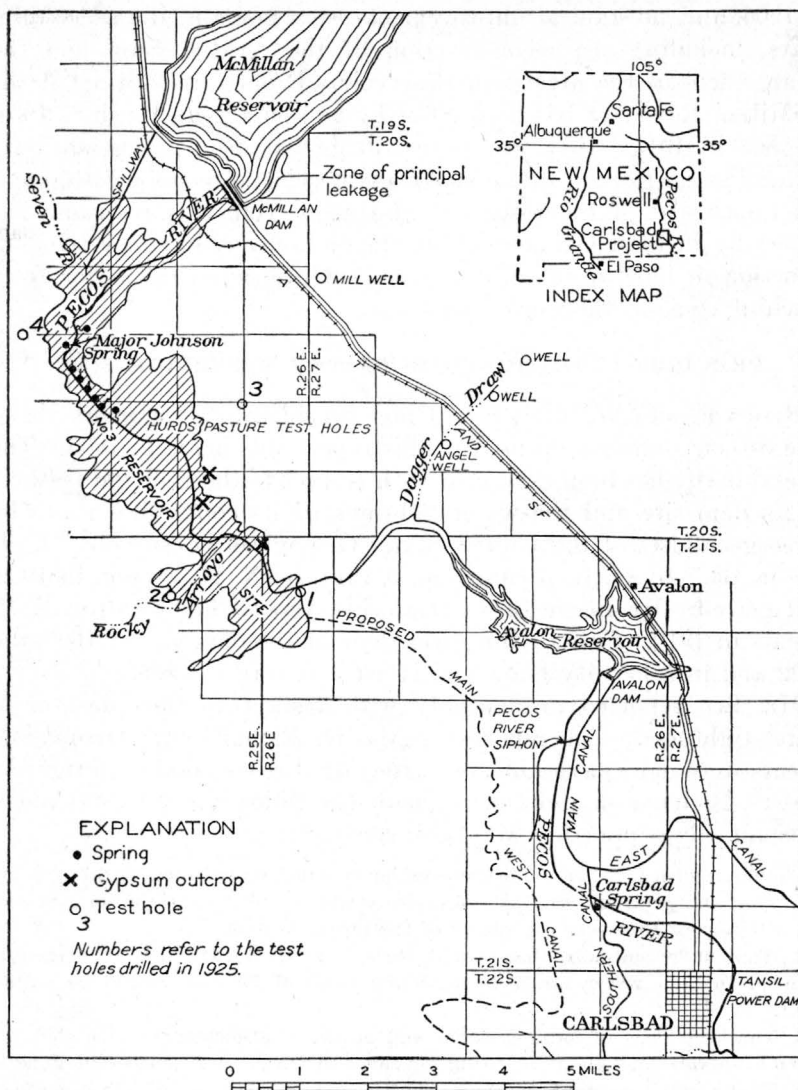 McMillan
Reservoir
T.19S.
T.20S.
Zone of principal
leakage
SPILLWAY
Seven
RIVER
McMILLAN
DAM
PECOS
MILL WELL
4
Major Johnson
Spring
R.26E.
R.27E.
No 3
3
HURDS PASTURE TEST HOLES
RESERVOIR
SITE
WELL
Draw
WELL
A
AND
S F
ANGEL
WELL
Dagger
T.20S.
T.21S.
Arroyo
2
Rocky
1
PROPOSED
MAIN
WEST
CANAL
Avalon
Avalon
Reservoir
AVALON
DAM
PECOS
RIVER
SIPHON
CANAL
MAIN
R.26E.
R.27E.
R.25E.
R.26E
PECOS
EAST
CANAL
Carlsbad
Spring
RIVER
CANAL
SOUTHERN
T.21S.
T.22S.
TANSIL
POWER DAM
CARLSBAD
105°
Santa Fe
Albuquerque
35°
35°
NEW MEXICO
Rio
Grande
Roswell
Pecos R.
Carlsbad
Project
El Paso
INDEX MAP
EXPLANATION
Spring
Gypsum outcrop
Test hole
3
Numbers refer to the test
holes drilled in 1925.
0 1 2 3 4 5 MILES